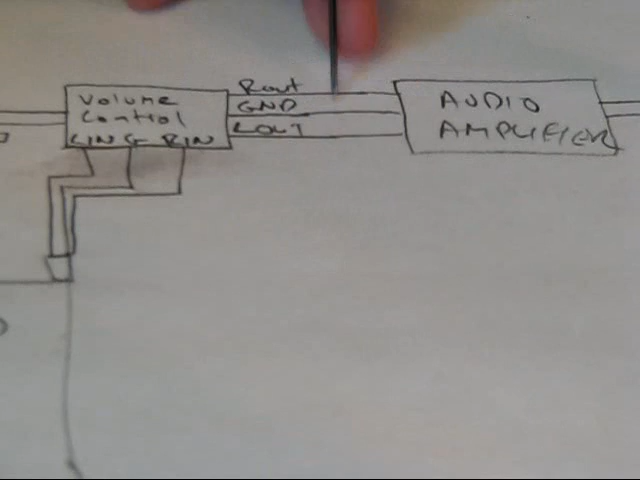 Rout
Volume
Control
LIN G RIN
GND
LOUT
AUDIO
AMPLIFIER